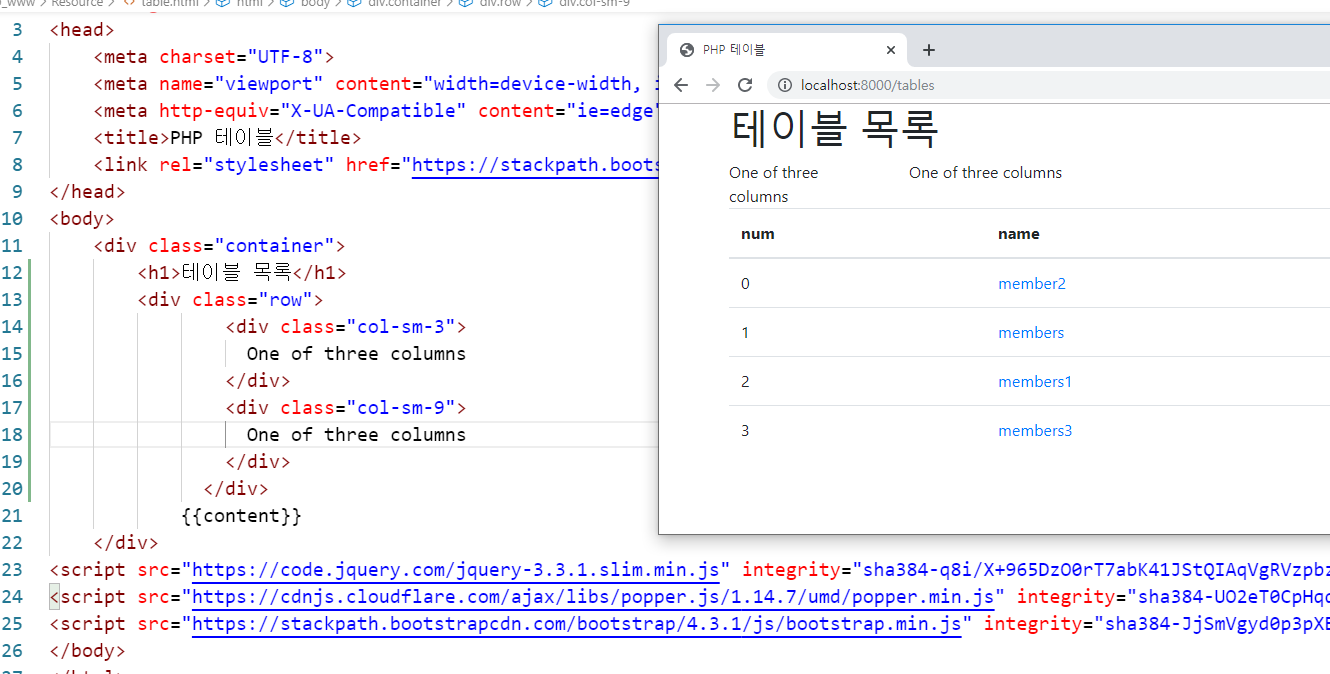 _www > Resource > table.html > html > body > div.container > div.row > div.col-sm-9
3 <head>
4 <meta charset="UTF-8">
5 <meta name="viewport" content="width=device-width, i
6 <meta http-equiv="X-UA-Compatible" content="ie=edge"
7 <title>PHP 테이블</title>
8 <link rel="stylesheet" href="https://stackpath.boots
9 </head>
10 <body>
11 <div class="container">
12 <h1>테이블 목록</h1>
13 <div class="row">
14 <div class="col-sm-3">
15 One of three columns
16 </div>
17 <div class="col-sm-9">
18 One of three columns
19 </div>
20 </div>
21 {{content}}
22 </div>
23 <script src="https://code.jquery.com/jquery-3.3.1.slim.min.js" integrity="sha384-q8i/X+965DzO0rT7abK41JStQIAqVgRVzpbz
24 <script src="https://cdnjs.cloudflare.com/ajax/libs/popper.js/1.14.7/umd/popper.min.js" integrity="sha384-UO2eT0CpHqd
25 <script src="https://stackpath.bootstrapcdn.com/bootstrap/4.3.1/js/bootstrap.min.js" integrity="sha384-JjSmVgyd0p3pXB
26 </body>
PHP 테이블
localhost:8000/tables
테이블 목록
One of three columns
One of three columns
num name
0 member2
1 members
2 members1
3 members3